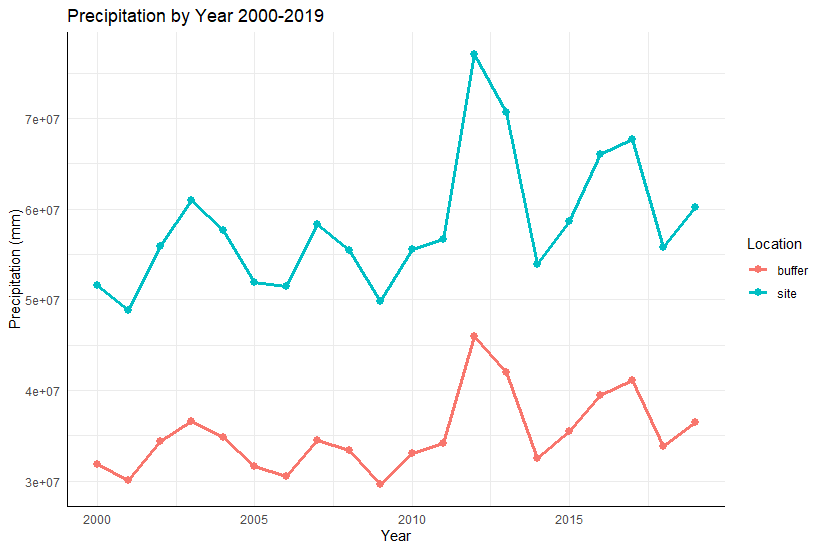 Precipitation by Year 2000-2019
7e+07
6e+07
5e+07
4e+07
3e+07
Precipitation (mm)
2000
2005
2010
2015
Year
Location
buffer
site